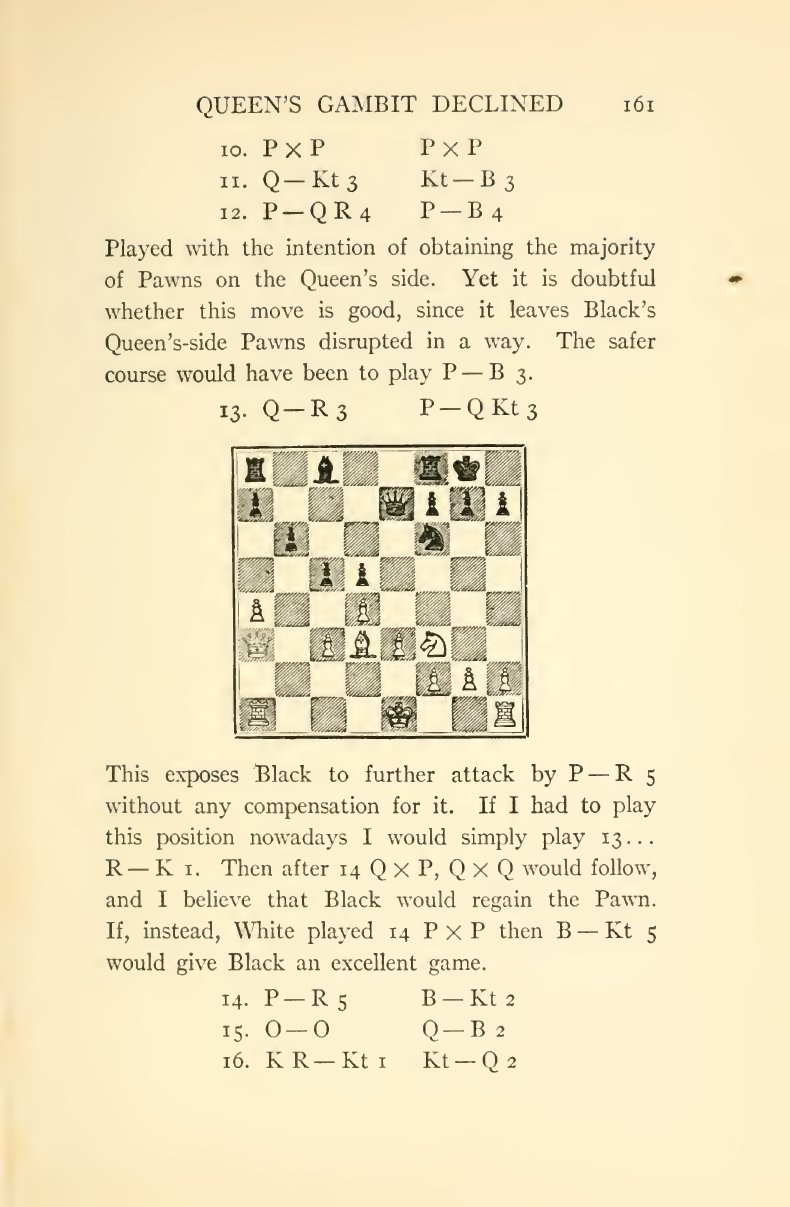 QUEEN'S GAMBIT DECLINED 161
10. P × P P × P
11. Q — Kt 3 Kt — B 3
12. P — Q R 4 P — B 4
Played with the intention of obtaining the majority
of Pawns on the Queen's side. Yet it is doubtful
whether this move is good, since it leaves Black's
Queen's-side Pawns disrupted in a way. The safer
course would have been to play P — B 3.
13. Q — R 3 P — Q Kt 3
This exposes Black to further attack by P — R 5
without any compensation for it. If I had to play
this position nowadays I would simply play 13...
R — K 1. Then after 14 Q × P, Q × Q would follow,
and I believe that Black would regain the Pawn.
If, instead, White played 14 P × P then B — Kt 5
would give Black an excellent game.
14. P — R 5 B — Kt 2
15. O — O Q — B 2
16. K R — Kt 1 Kt — Q 2